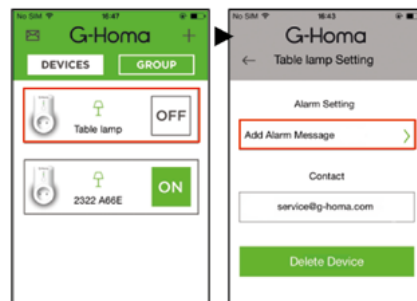 No SIM 16:47
G-Homa
DEVICES GROUP
Table lamp
OFF
2322 A66E
ON
No SIM 16:43
G-Homa
Table lamp Setting
Alarm Setting
Add Alarm Message
Contact
service@g-homa.com
Delete Device